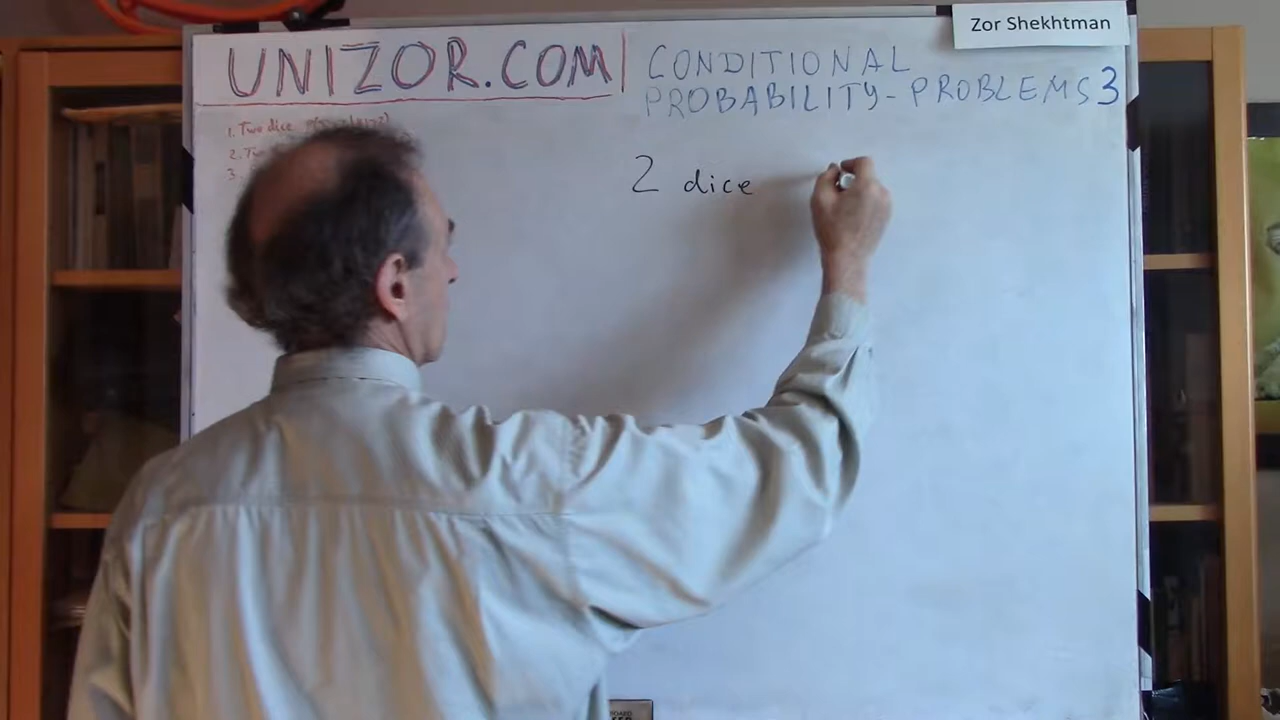 Zor Shekhtman
UNIZOR.COM
CONDITIONAL
PROBABILITY-PROBLEMS 3
1. Two dice
2.
3.
2 dice